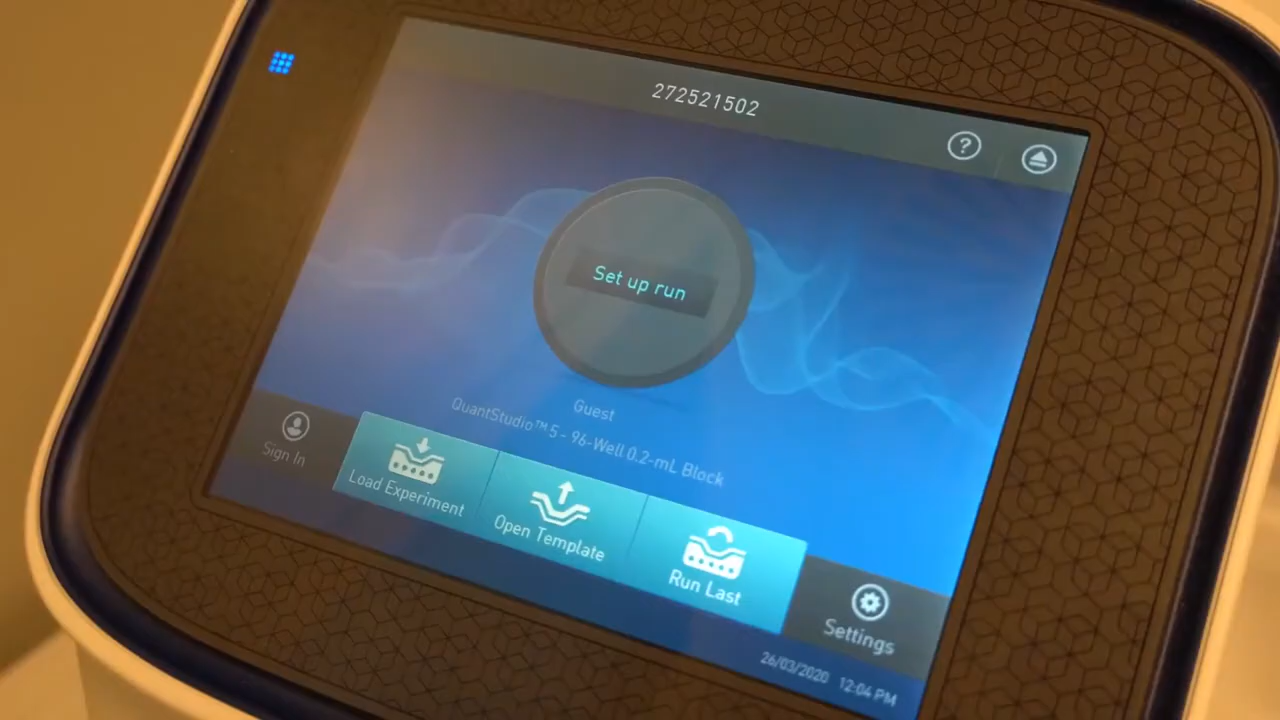 272521502
?
Set up run
Guest
QuantStudio™ 5 - 96-Well 0.2-mL Block
Sign In
Load Experiment
Open Template
Run Last
Settings
26/03/2020 12:04 PM